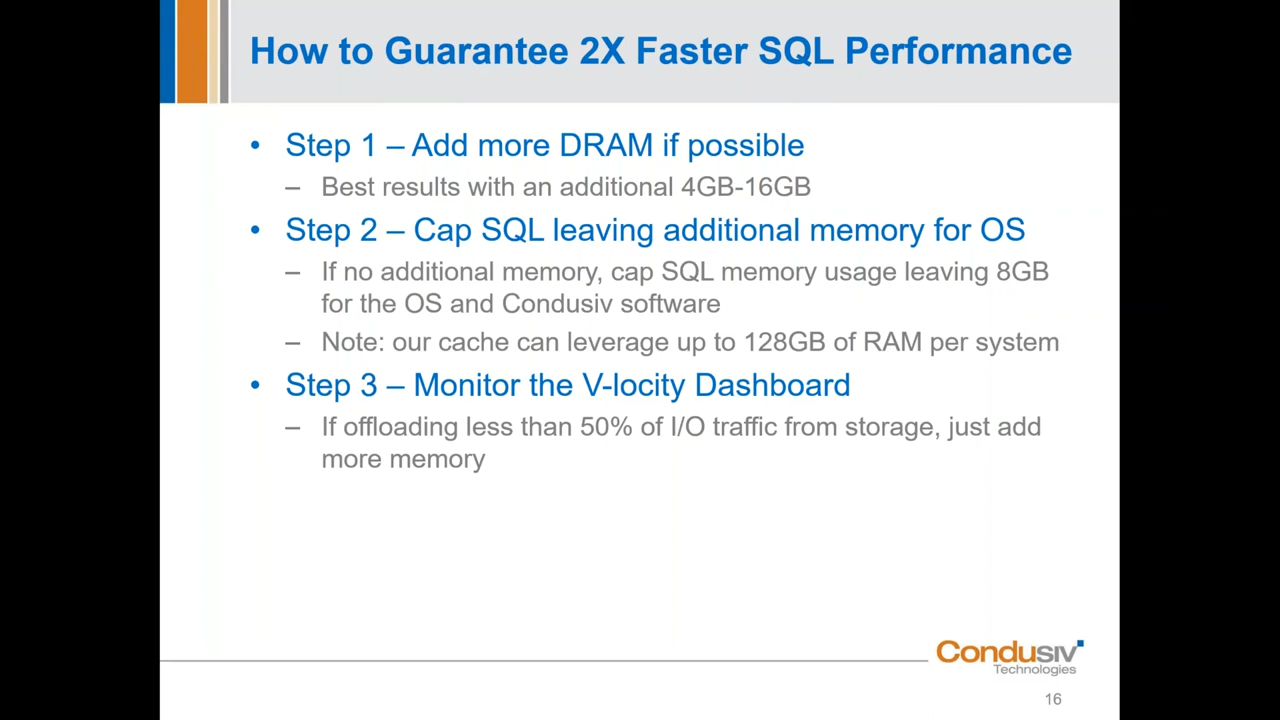 How to Guarantee 2X Faster SQL Performance
• Step 1 – Add more DRAM if possible
– Best results with an additional 4GB-16GB
• Step 2 – Cap SQL leaving additional memory for OS
– If no additional memory, cap SQL memory usage leaving 8GB
for the OS and Condusiv software
– Note: our cache can leverage up to 128GB of RAM per system
• Step 3 – Monitor the V-locity Dashboard
– If offloading less than 50% of I/O traffic from storage, just add
more memory
Condusiv
Technologies
16